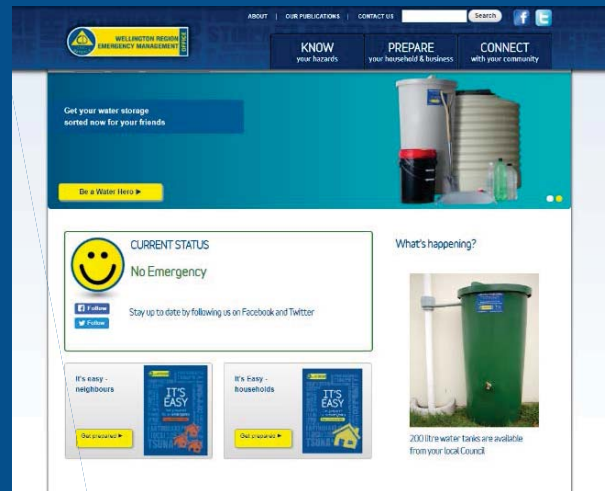 ABOUT | OUR PUBLICATIONS | CONTACT US
Search
WELLINGTON REGION
EMERGENCY MANAGEMENT
OFFICE
KNOW
your hazards
PREPARE
your household & business
CONNECT
with your community
Get your water storage
sorted now for your friends
Be a Water Hero
CURRENT STATUS
No Emergency
Follow
Follow
Stay up to date by following us on Facebook and Twitter
What's happening?
It's easy -
neighbours
IT'S
EASY
Get prepared
It's Easy -
households
IT'S
EASY
Get prepared
200 litre water tanks are available
from your local Council